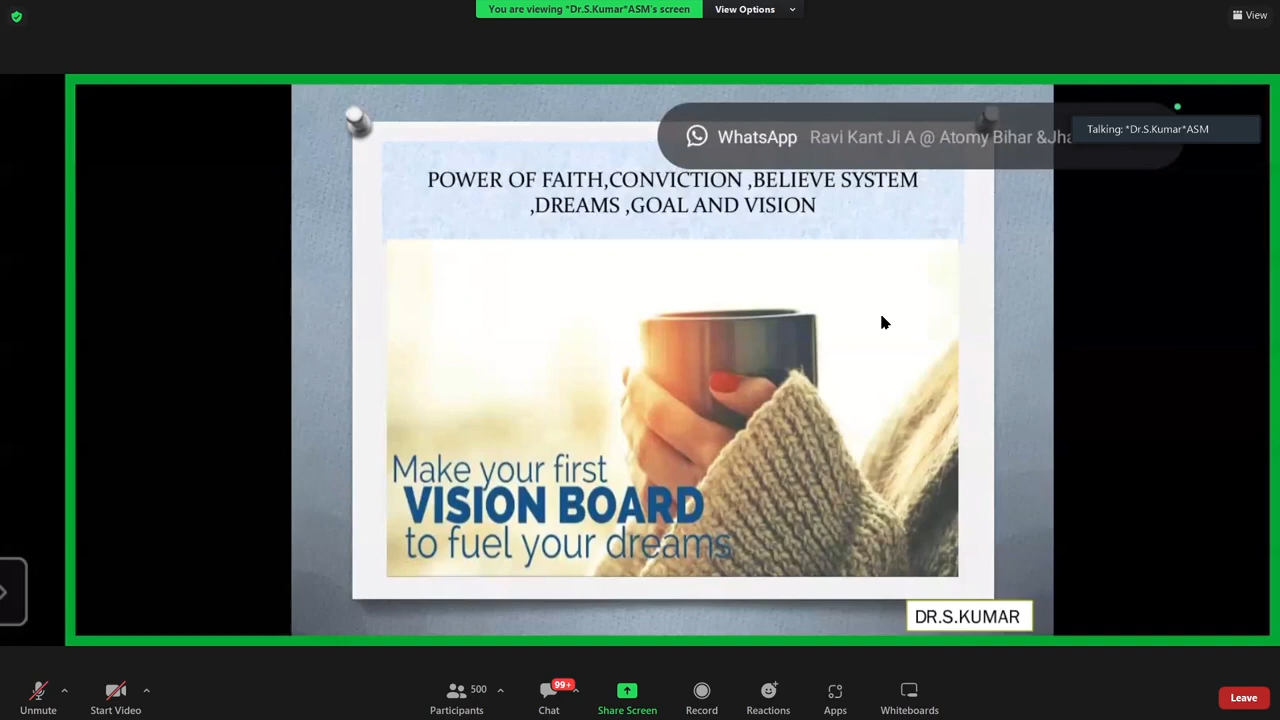 You are viewing *Dr.S.Kumar*ASM's screen
View Options
View
WhatsApp Ravi Kant Ji A @ Atomy Bihar &Jha
Talking: *Dr.S.Kumar*ASM
POWER OF FAITH,CONVICTION ,BELIEVE SYSTEM
,DREAMS ,GOAL AND VISION
Make your first
VISION BOARD
to fuel your dreams
DR.S.KUMAR
500
99+
Unmute
Start Video
Participants
Chat
Share Screen
Record
Reactions
Apps
Whiteboards
Leave